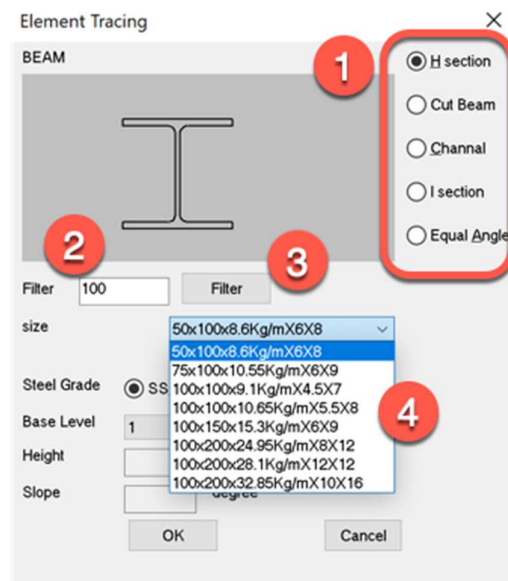 Element Tracing
BEAM
1
H section
Cut Beam
Channal
I section
Equal Angle
2
3
Filter 100 Filter
size 50x100x8.6Kg/mX6X8
50x100x8.6Kg/mX6X8
75x100x10.55Kg/mX6X9
100x100x9.1Kg/mX4.5X7
100x100x10.65Kg/mX5.5X8
100x150x15.3Kg/mX6X9
100x200x24.95Kg/mX8X12
100x200x28.1Kg/mX12X12
100x200x32.85Kg/mX10X16
4
Steel Grade SS
Base Level 1
Height
Slope degree
OK Cancel